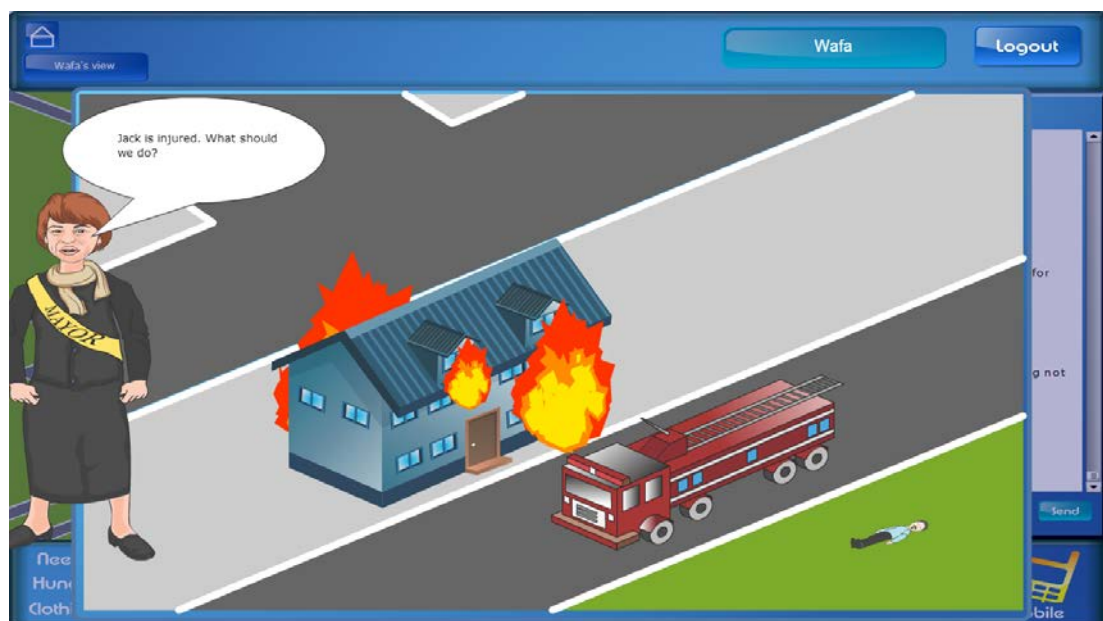 Wafa's view
Wafa
Logout
Jack is injured. What should
we do?
MAYOR
for
g not
Send
Nee
Hun
Cloth
bile